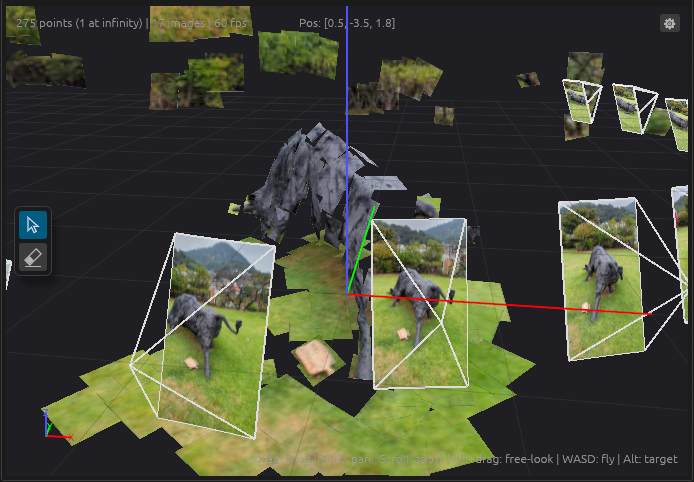 275 points (1 at infinity) | 17 images | 60 fps
Pos: [0.5, -3.5, 1.8]
drag: free-look | WASD: fly | Alt: target